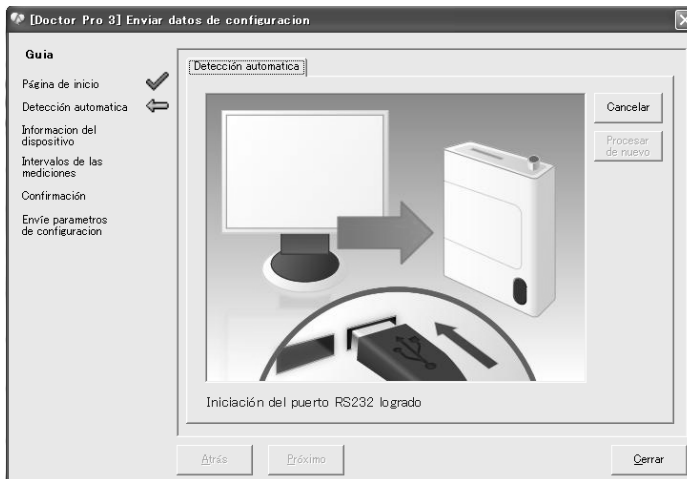 [Doctor Pro 3] Enviar datos de configuracion
Guia
Página de inicio
Detección automatica
Informacion del
dispositivo
Intervalos de las
mediciones
Confirmación
Envíe parametros
de configuracion
Detección automatica
Cancelar
Procesar
de nuevo
Iniciación del puerto RS232 logrado
Atrás
Próximo
Cerrar